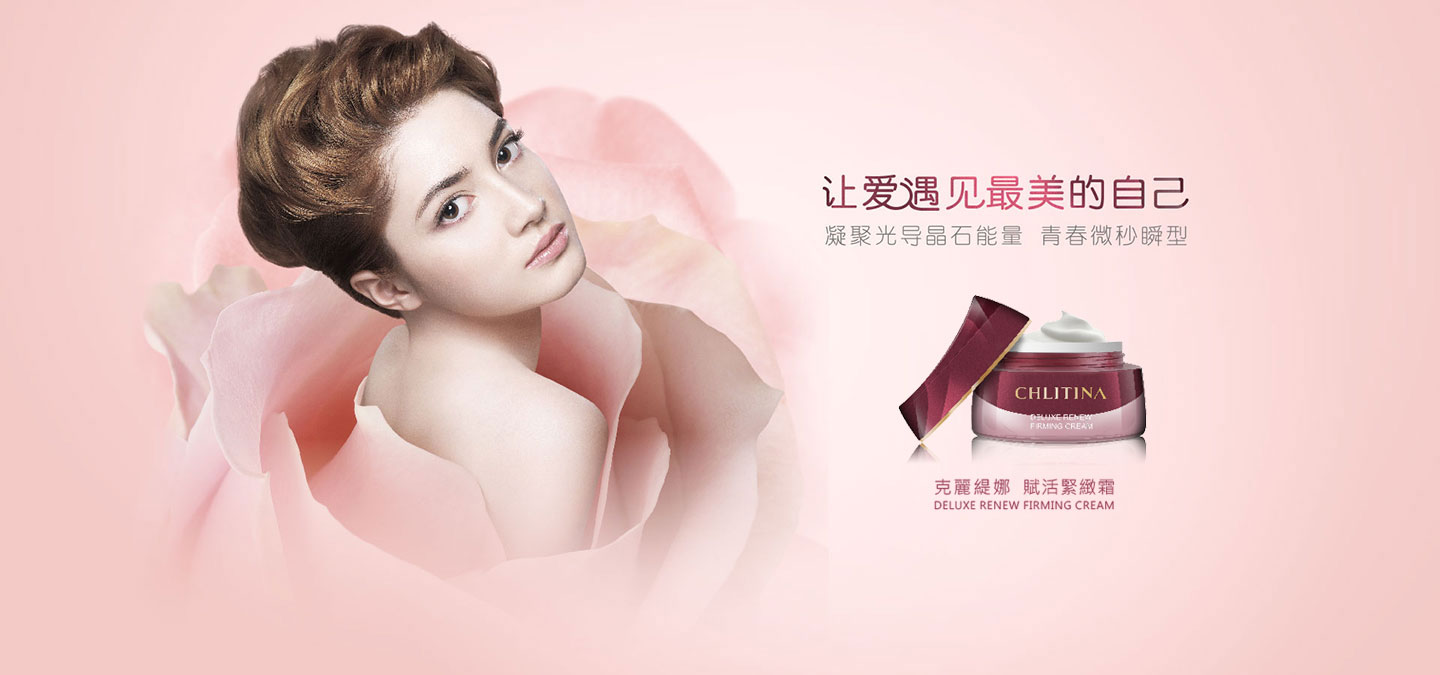 让爱遇见最美的自己
凝聚光导晶石能量 青春微秒瞬型
CHLITINA
DELUXE RENEW
FIRMING CREAM
克麗緹娜 賦活緊緻霜
DELUXE RENEW FIRMING CREAM